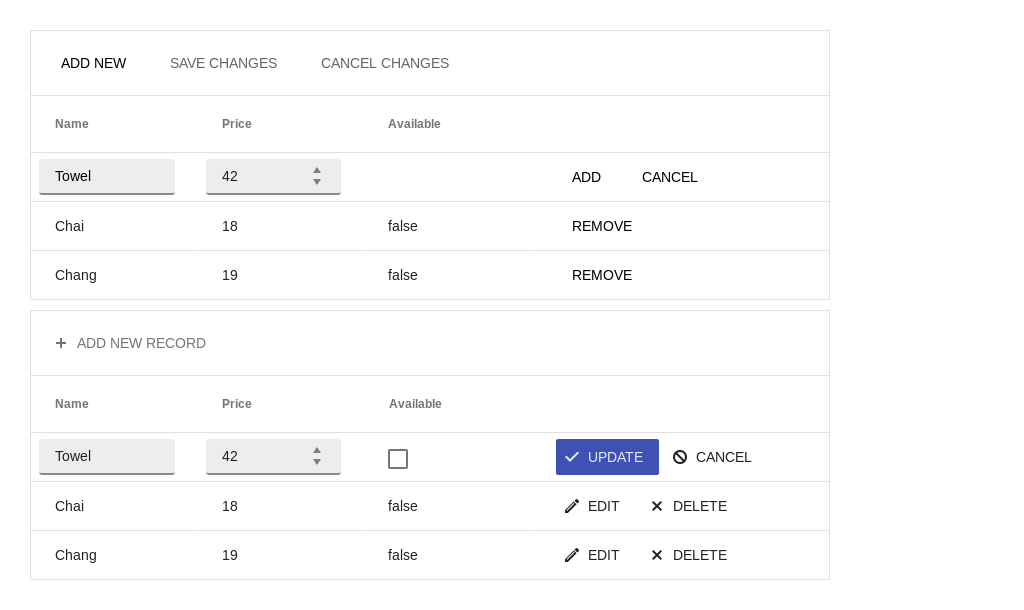 ADD NEW SAVE CHANGES CANCEL CHANGES
Name Price Available
Towel 42 ADD CANCEL
Chai 18 false REMOVE
Chang 19 false REMOVE
ADD NEW RECORD
Name Price Available
Towel 42 UPDATE CANCEL
Chai 18 false EDIT DELETE
Chang 19 false EDIT DELETE